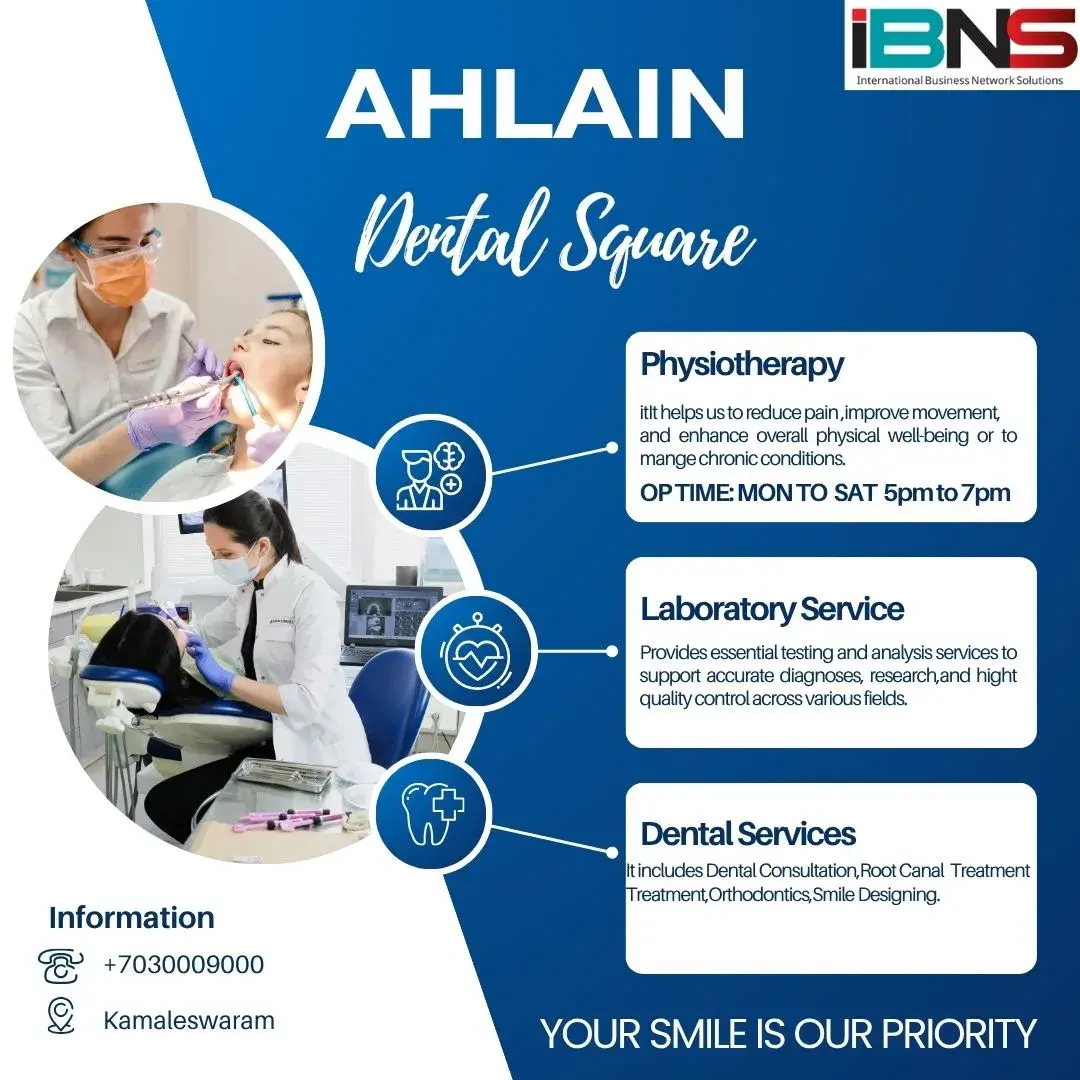 iBNS
International Business Network Solutions
AHLAIN
Dental Square
Physiotherapy
itIt helps us to reduce pain ,improve movement,
and enhance overall physical well-being or to
mange chronic conditions.
OP TIME: MON TO SAT 5pm to 7pm
Laboratory Service
Provides essential testing and analysis services to
support accurate diagnoses, research,and hight
quality control across various fields.
Dental Services
It includes Dental Consultation,Root Canal Treatment
Treatment,Orthodontics,Smile Designing.
Information
+7030009000
Kamaleswaram
YOUR SMILE IS OUR PRIORITY